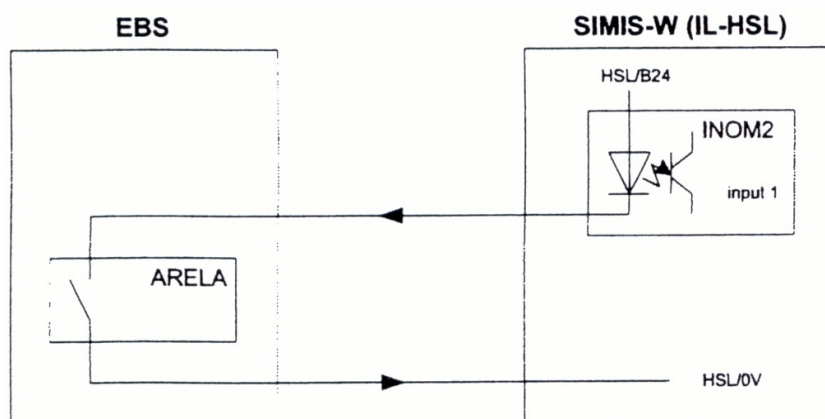 EBS
SIMIS-W (IL-HSL)
HSL/B24
INOM2
input 1
ARELA
HSL/0V